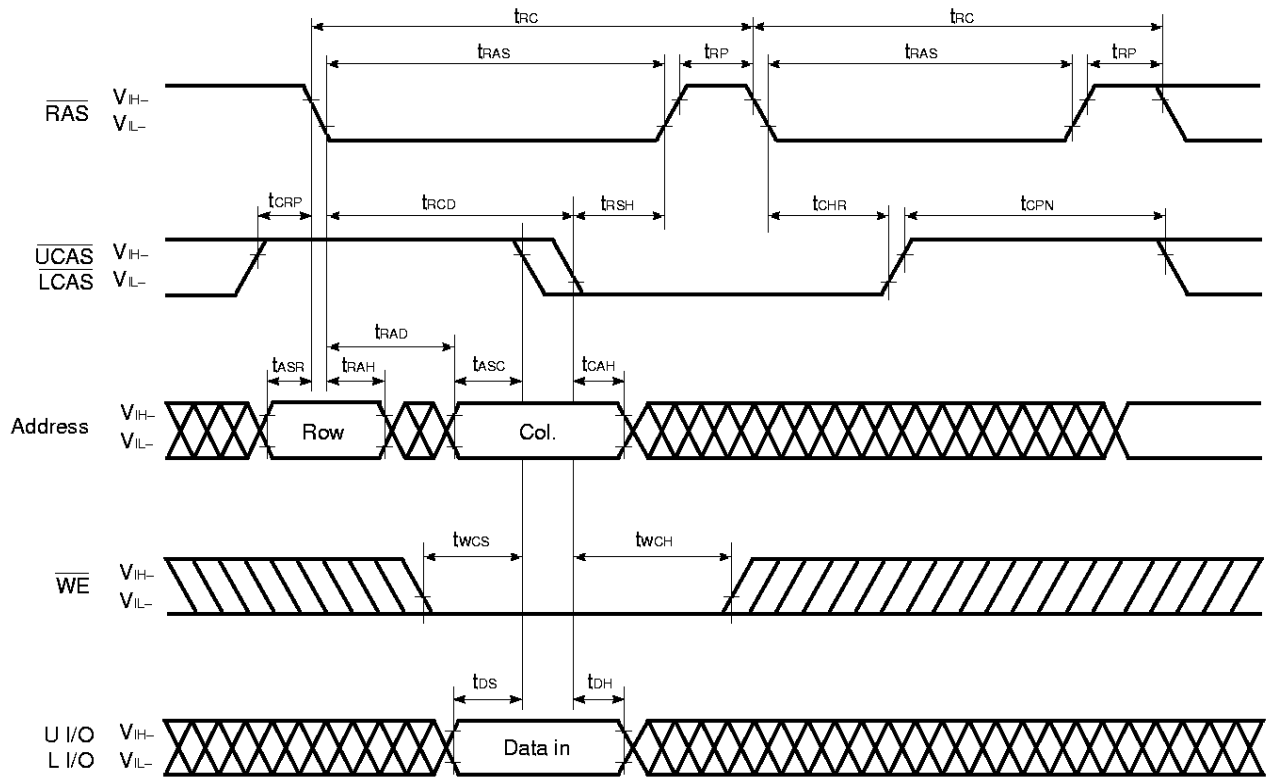 tRC tRC
tRAS tRP tRAS tRP
RAS VIH–
VIL–
tCRP tRCD tRSH tCHR tCPN
UCAS VIH–
LCAS VIL–
tRAD
tASR tRAH tASC tCAH
Address VIH–
VIL–
Row Col.
tWCS tWCH
WE VIH–
VIL–
tDS tDH
U I/O VIH–
L I/O VIL–
Data in